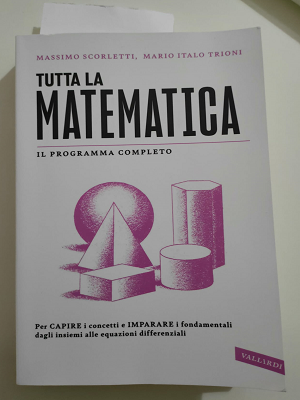 MASSIMO SCORLETTI, MARIO ITALO TRIONI
TUTTA LA
MATEMATICA
IL PROGRAMMA COMPLETO
Per CAPIRE i concetti e IMPARARE i fondamentali
dagli insiemi alle equazioni differenziali
VALLARDI